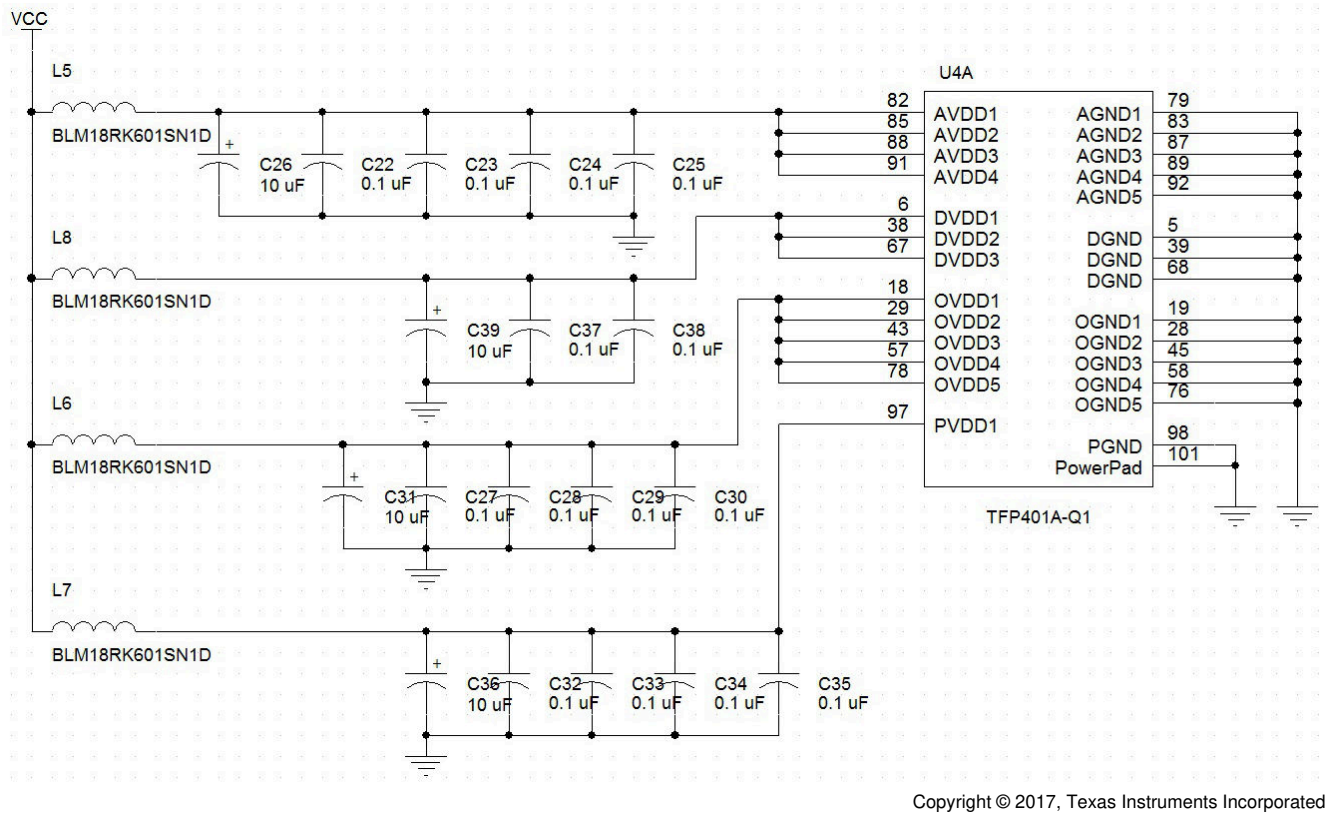 VCC
L5
BLM18RK601SN1D
+
C26
10 uF
C22
0.1 uF
C23
0.1 uF
C24
0.1 uF
C25
0.1 uF
L8
BLM18RK601SN1D
+
C39
10 uF
C37
0.1 uF
C38
0.1 uF
L6
BLM18RK601SN1D
+
C31
10 uF
C27
0.1 uF
C28
0.1 uF
C29
0.1 uF
C30
0.1 uF
L7
BLM18RK601SN1D
+
C36
10 uF
C32
0.1 uF
C33
0.1 uF
C34
0.1 uF
C35
0.1 uF
U4A
82 AVDD1
85 AVDD2
88 AVDD3
91 AVDD4
6 DVDD1
38 DVDD2
67 DVDD3
18 OVDD1
29 OVDD2
43 OVDD3
57 OVDD4
78 OVDD5
97 PVDD1
AGND1 79
AGND2 83
AGND3 87
AGND4 89
AGND5 92
DGND 5
DGND 39
DGND 68
OGND1 19
OGND2 28
OGND3 45
OGND4 58
OGND5 76
PGND 98
PowerPad 101
TFP401A-Q1
Copyright © 2017, Texas Instruments Incorporated